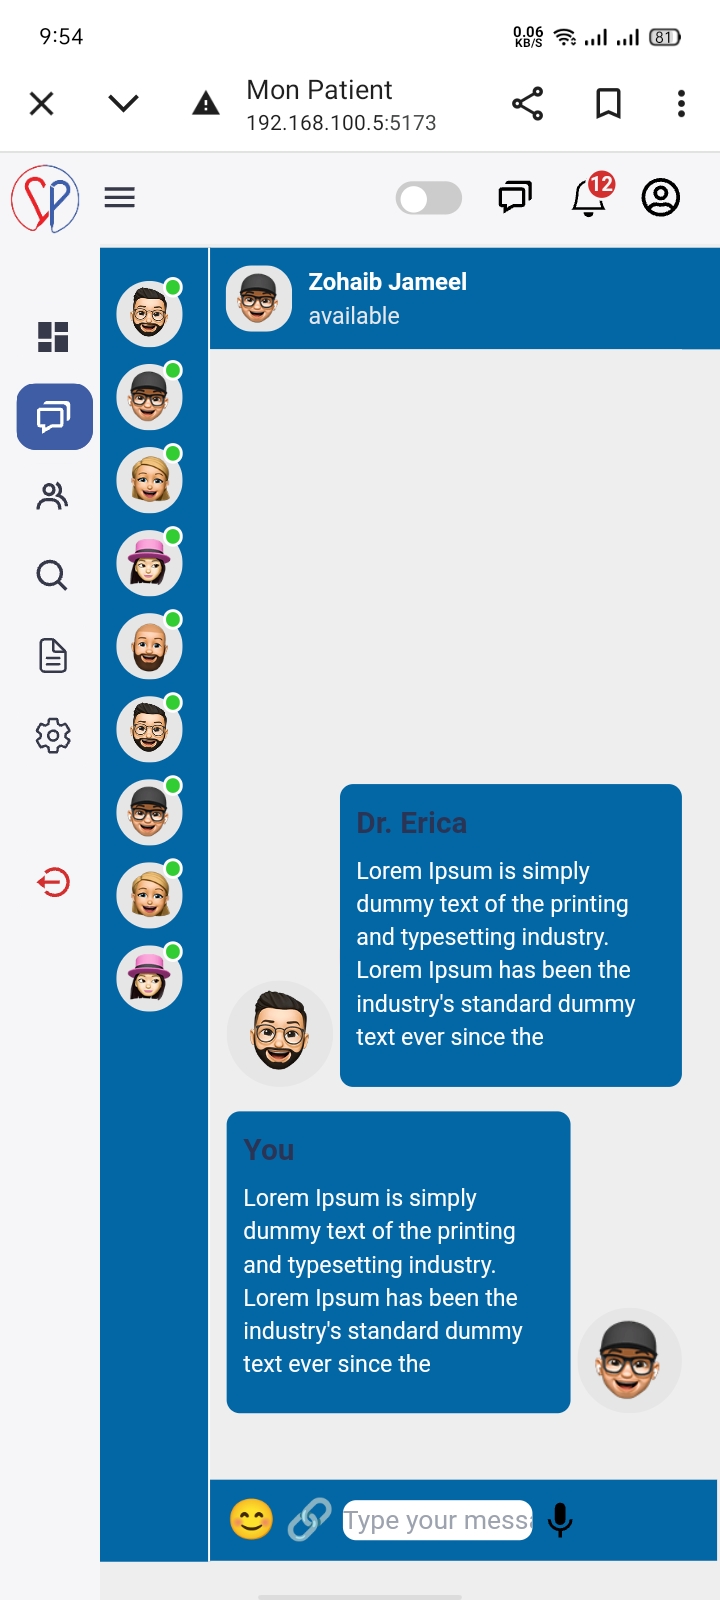 9:54
0.06
KB/S
81
Mon Patient
192.168.100.5:5173
SP
12
Zohaib Jameel
available
Dr. Erica
Lorem Ipsum is simply
dummy text of the printing
and typesetting industry.
Lorem Ipsum has been the
industry's standard dummy
text ever since the
You
Lorem Ipsum is simply
dummy text of the printing
and typesetting industry.
Lorem Ipsum has been the
industry's standard dummy
text ever since the
Type your messa